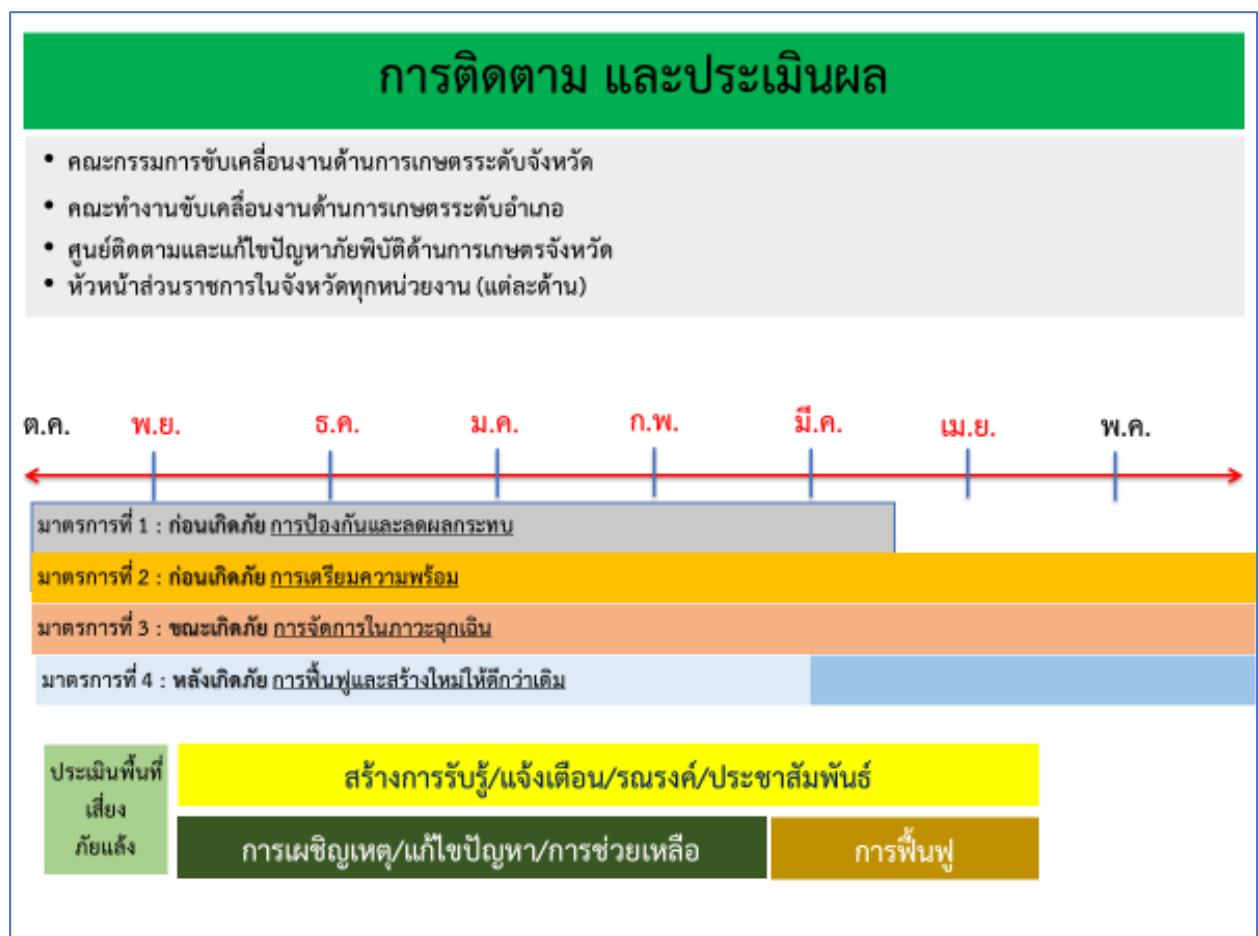 การติดตาม และประเมินผล
• คณะกรรมการขับเคลื่อนงานด้านการเกษตรระดับจังหวัด
• คณะทำงานขับเคลื่อนงานด้านการเกษตรระดับอำเภอ
• ศูนย์ติดตามและแก้ไขปัญหาภัยพิบัติด้านการเกษตรจังหวัด
• หัวหน้าส่วนราชการในจังหวัดทุกหน่วยงาน (แต่ละด้าน)
ต.ค. พ.ย. ธ.ค. ม.ค. ก.พ. มี.ค. เม.ย. พ.ค.
มาตรการที่ 1 : ก่อนเกิดภัย การป้องกันและลดผลกระทบ
มาตรการที่ 2 : ก่อนเกิดภัย การเตรียมความพร้อม
มาตรการที่ 3 : ขณะเกิดภัย การจัดการในภาวะฉุกเฉิน
มาตรการที่ 4 : หลังเกิดภัย การฟื้นฟูและสร้างใหม่ให้ดีกว่าเดิม
ประเมินพื้นที่
เสี่ยง
ภัยแล้ง
สร้างการรับรู้/แจ้งเตือน/รณรงค์/ประชาสัมพันธ์
การเผชิญเหตุ/แก้ไขปัญหา/การช่วยเหลือ
การฟื้นฟู